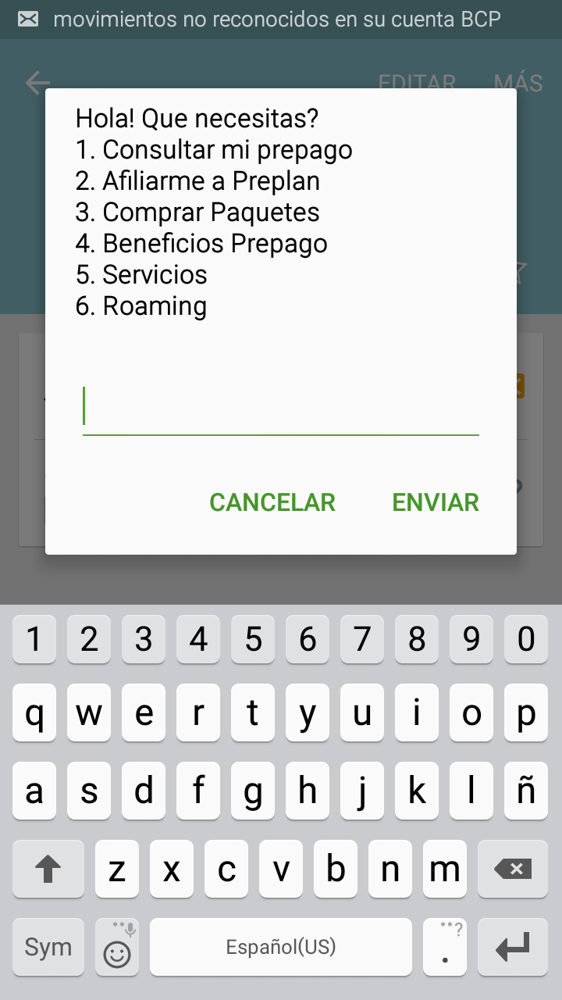 movimientos no reconocidos en su cuenta BCP
EDITAR MÁS
Hola! Que necesitas?
1. Consultar mi prepago
2. Afiliarme a Preplan
3. Comprar Paquetes
4. Beneficios Prepago
5. Servicios
6. Roaming
CANCELAR ENVIAR
1 2 3 4 5 6 7 8 9 0
q w e r t y u i o p
a s d f g h j k l ñ
z x c v b n m
Sym Español(US) . ?